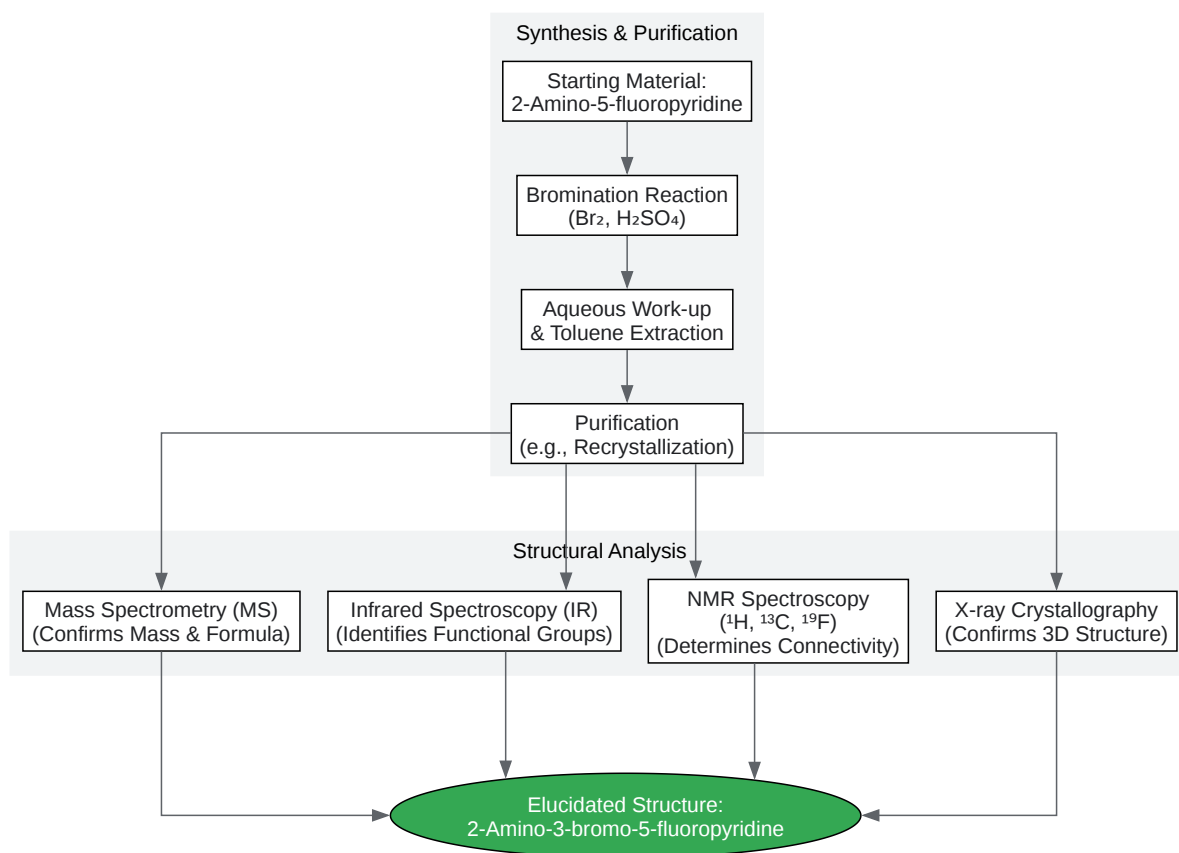 Synthesis & Purification
Starting Material:
2-Amino-5-fluoropyridine
Bromination Reaction
(Br₂, H₂SO₄)
Aqueous Work-up
& Toluene Extraction
Purification
(e.g., Recrystallization)
Structural Analysis
Mass Spectrometry (MS)
(Confirms Mass & Formula)
Infrared Spectroscopy (IR)
(Identifies Functional Groups)
NMR Spectroscopy
(¹H, ¹³C, ¹⁹F)
(Determines Connectivity)
X-ray Crystallography
(Confirms 3D Structure)
Elucidated Structure:
2-Amino-3-bromo-5-fluoropyridine